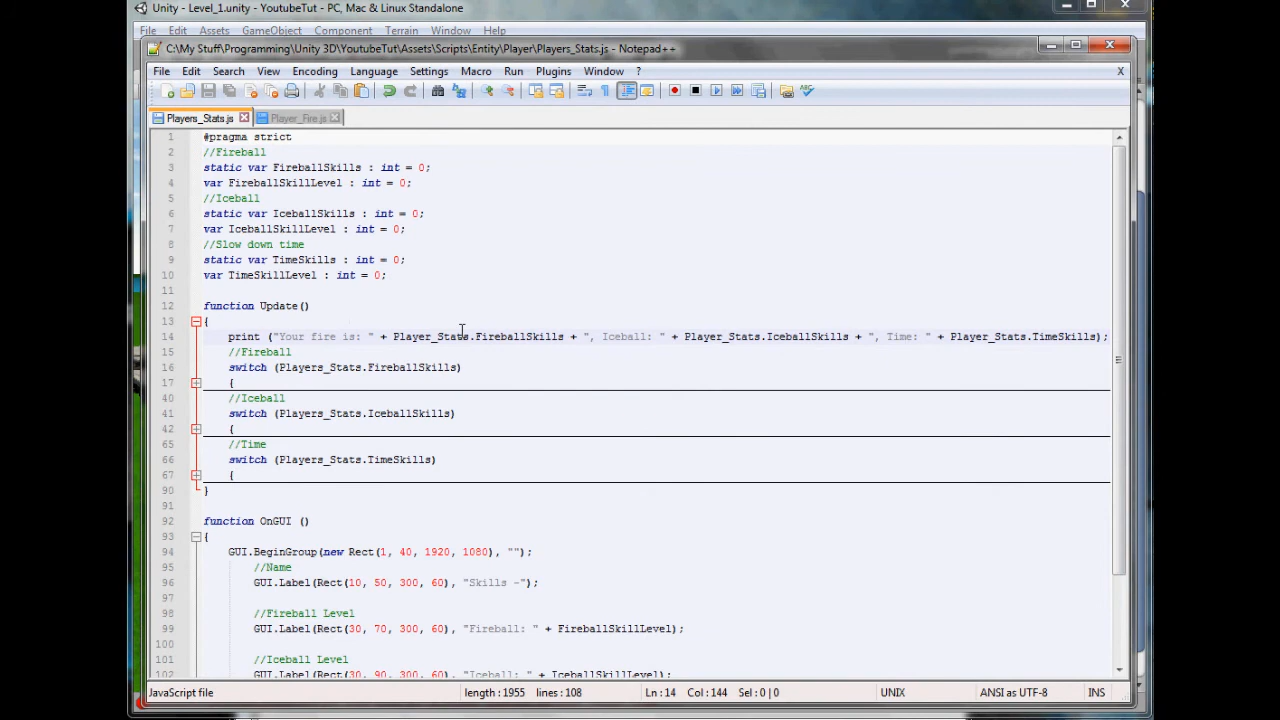 Unity - Level_1.unity - YoutubeTut - PC, Mac & Linux Standalone
File Edit Assets GameObject Component Terrain Window Help
C:\My Stuff\Programming\Unity 3D\YoutubeTut\Assets\Scripts\Entity\Player\Players_Stats.js - Notepad++
File Edit Search View Encoding Language Settings Macro Run Plugins Window ? X
Players_Stats.js Player_Fire.js
1 #pragma strict
2 //Fireball
3 static var FireballSkills : int = 0;
4 var FireballSkillLevel : int = 0;
5 //Iceball
6 static var IceballSkills : int = 0;
7 var IceballSkillLevel : int = 0;
8 //Slow down time
9 static var TimeSkills : int = 0;
10 var TimeSkillLevel : int = 0;
11
12 function Update()
13 {
14 print ("Your fire is: " + Player_Stats.FireballSkills + ", Iceball: " + Player_Stats.IceballSkills + ", Time: " + Player_Stats.TimeSkills);
15 //Fireball
16 switch (Players_Stats.FireballSkills)
17 {
40 //Iceball
41 switch (Players_Stats.IceballSkills)
42 {
65 //Time
66 switch (Players_Stats.TimeSkills)
67 {
90 }
91
92 function OnGUI ()
93 {
94 GUI.BeginGroup(new Rect(1, 40, 1920, 1080), "");
95 //Name
96 GUI.Label(Rect(10, 50, 300, 60), "Skills -");
97
98 //Fireball Level
99 GUI.Label(Rect(30, 70, 300, 60), "Fireball: " + FireballSkillLevel);
100
101 //Iceball Level
102 GUI.Label(Rect(30, 90, 300, 60), "Iceball: " + IceballSkillLevel);
JavaScript file length : 1955 lines : 108 Ln : 14 Col : 144 Sel : 0 | 0 UNIX ANSI as UTF-8 INS